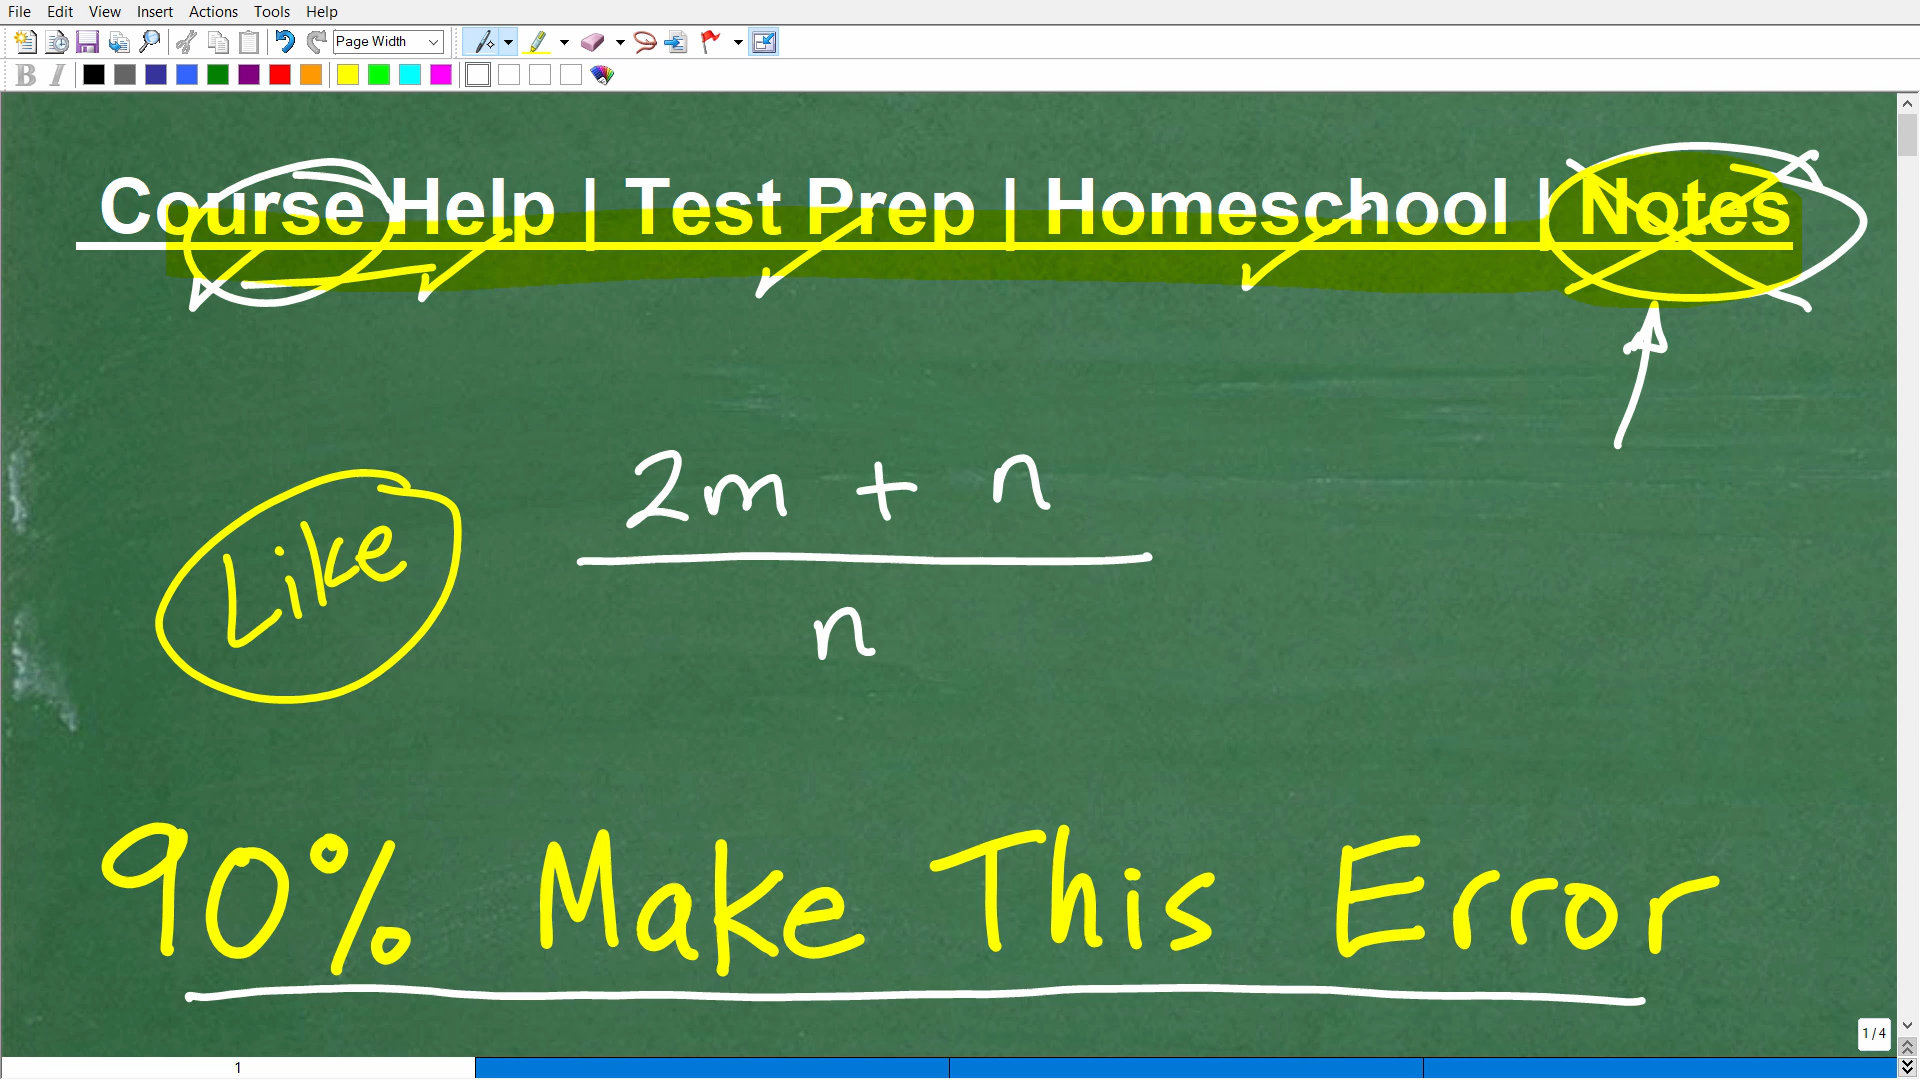 File Edit View Insert Actions Tools Help
Page Width
B I
Course Help | Test Prep | Homeschool | Notes
2m + n
n
Like
90% Make This Error
1 / 4
1